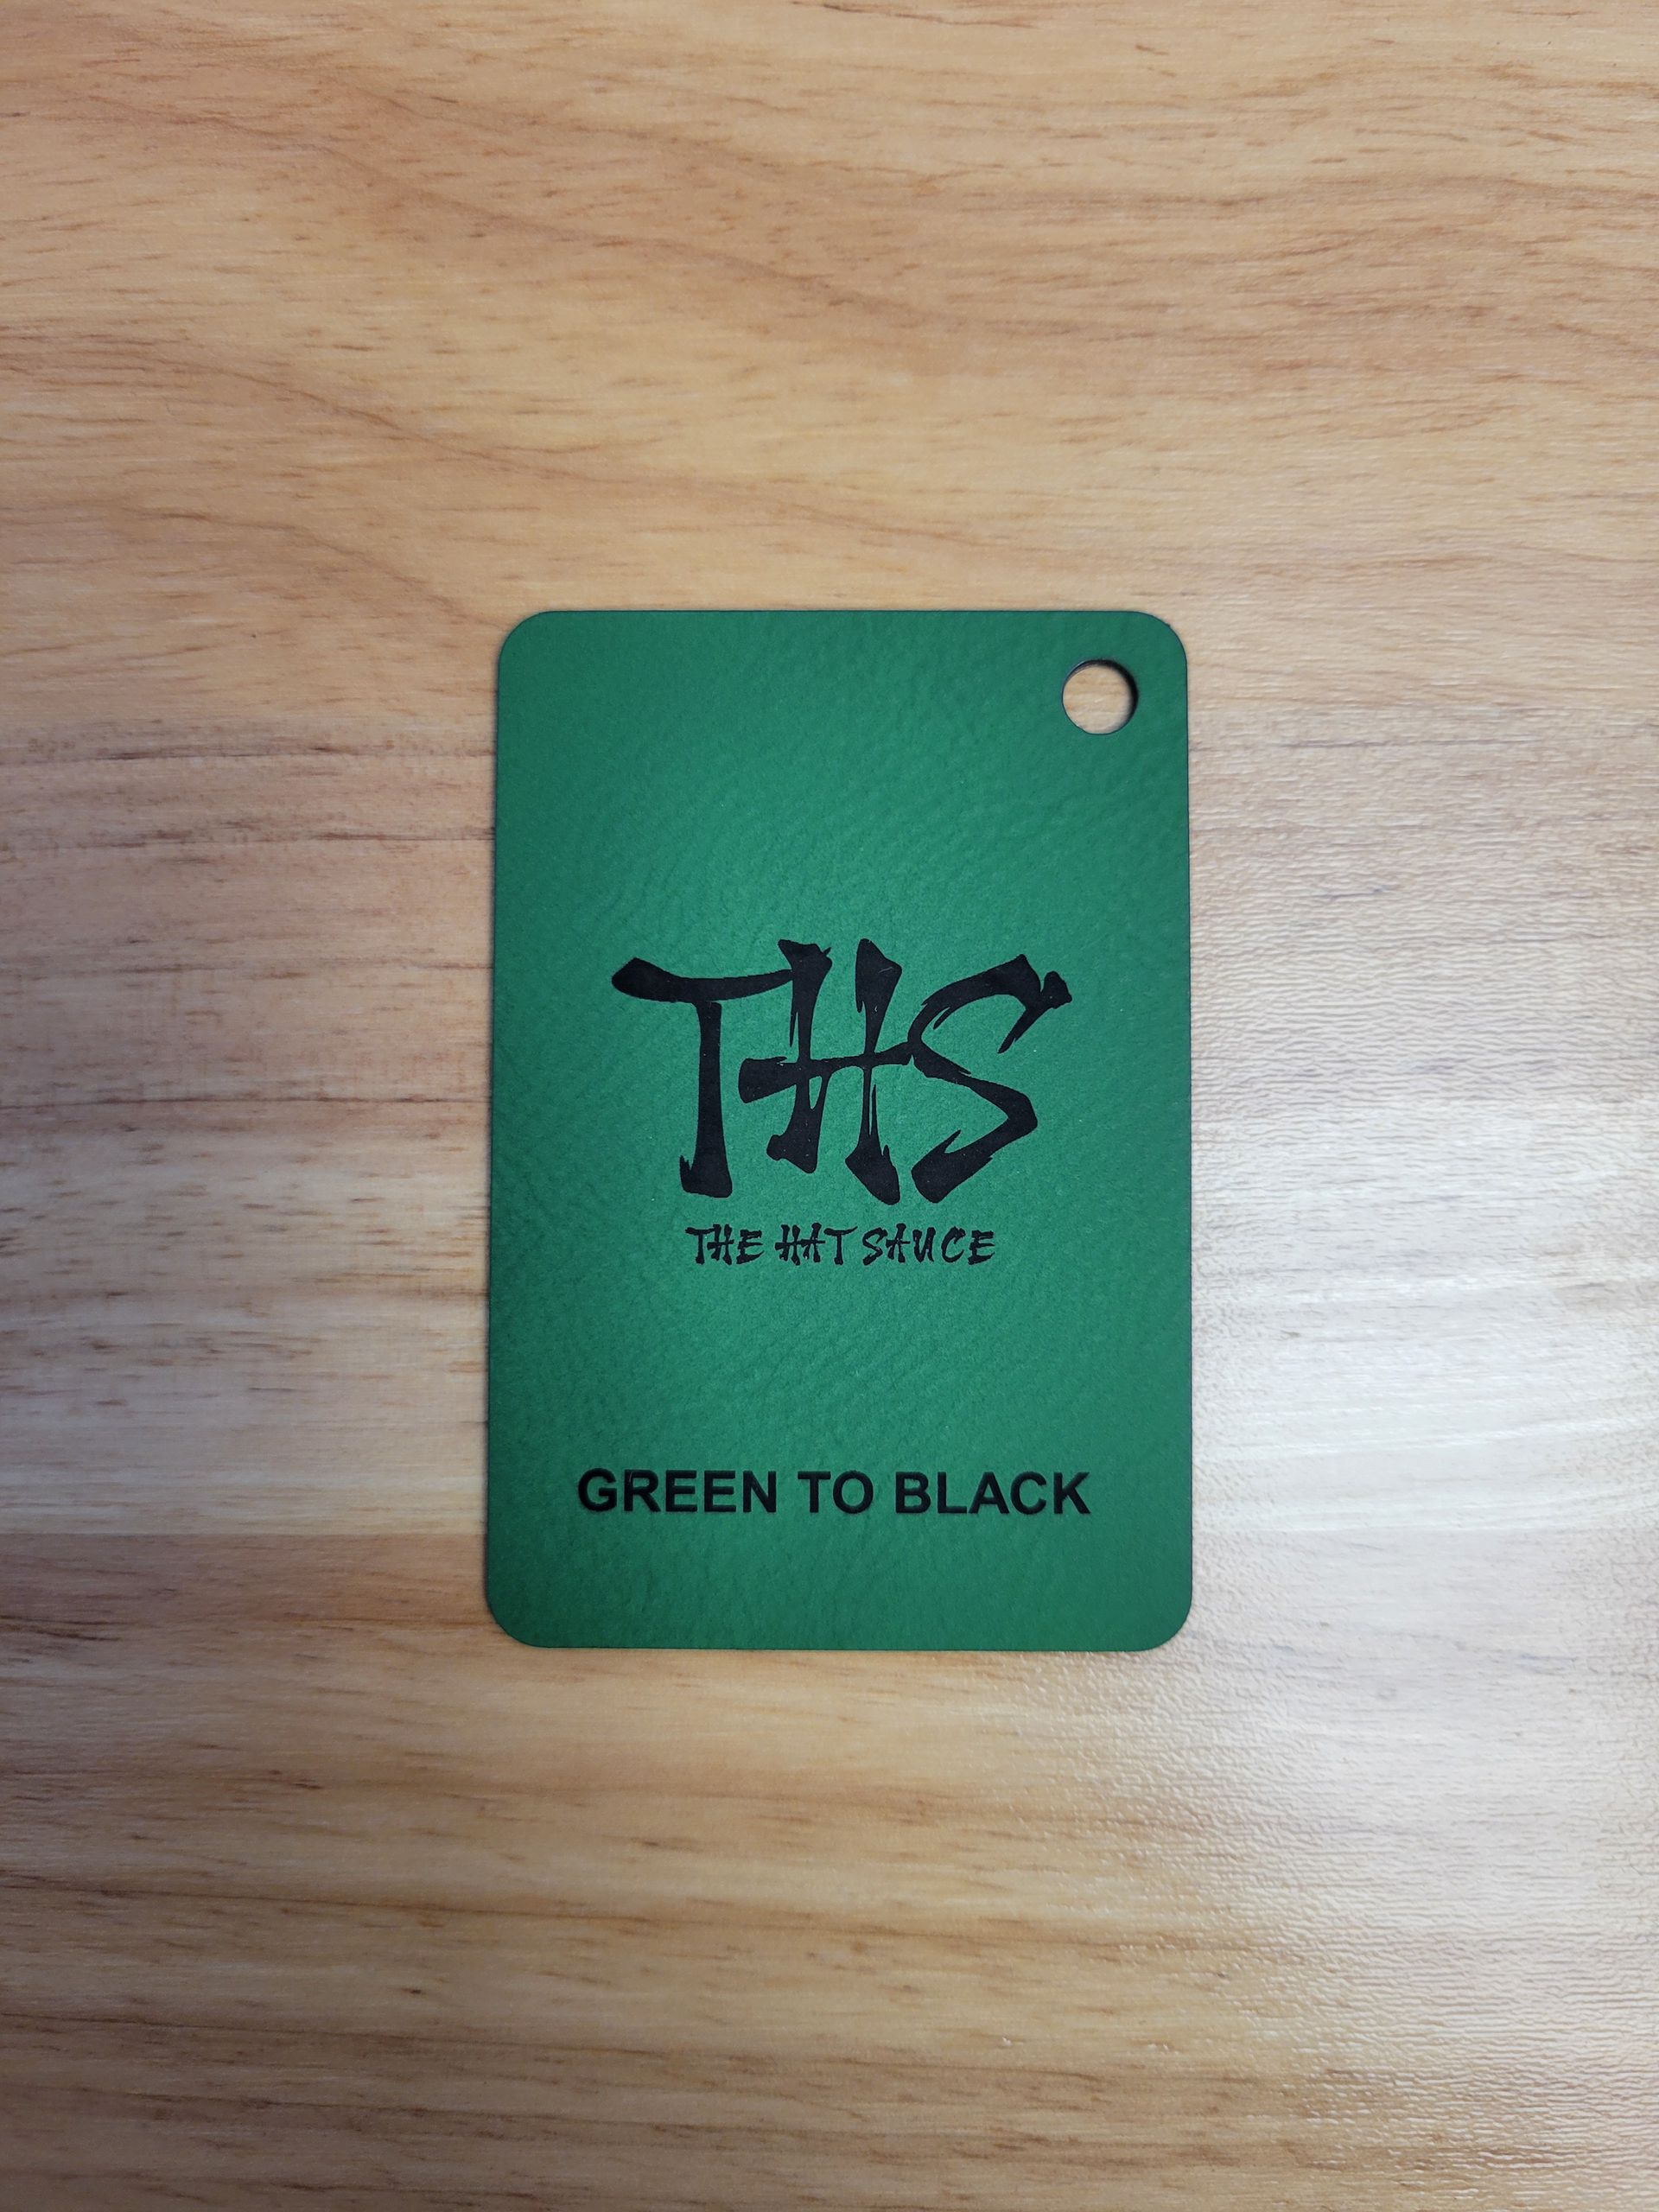 THS
THE HAT SAUCE
GREEN TO BLACK